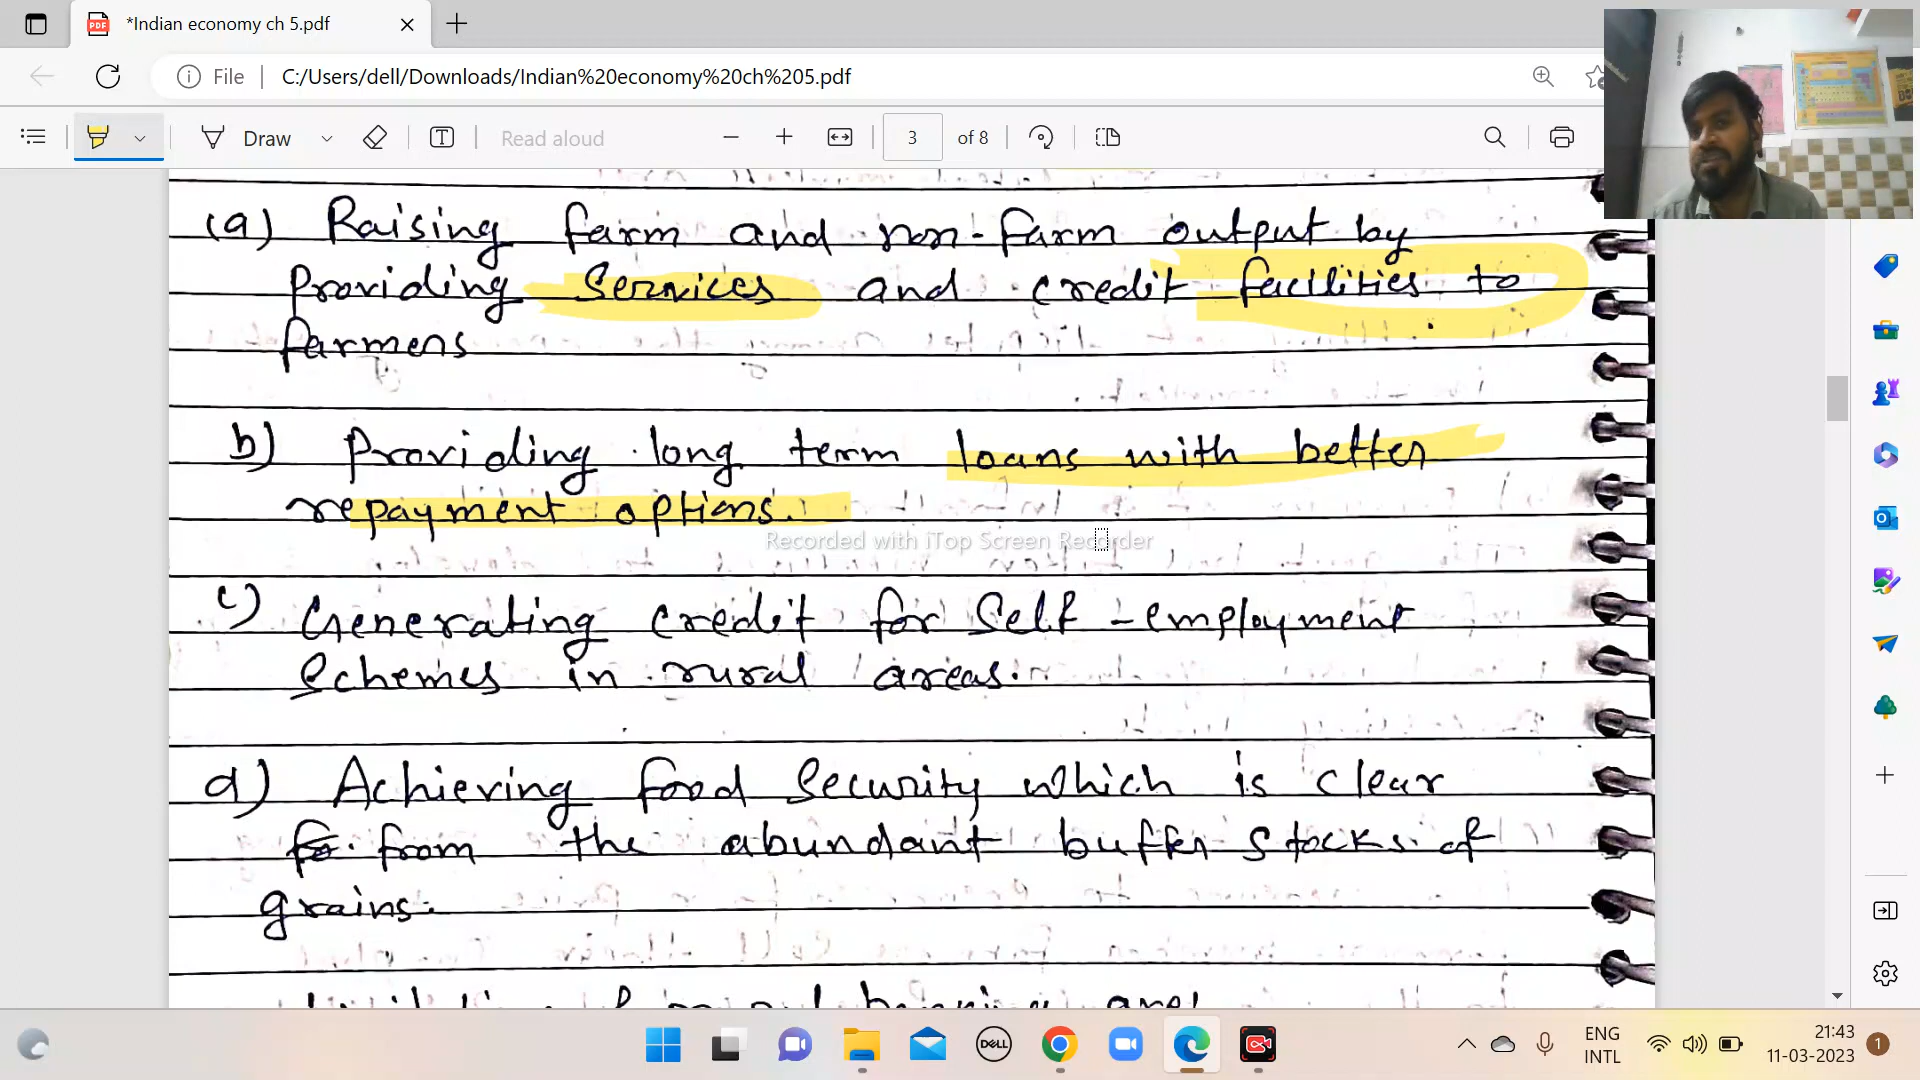 *Indian economy ch 5.pdf
File
C:/Users/dell/Downloads/Indian%20economy%20ch%205.pdf
Draw
Read aloud
3 of 8
(a) Raising farm and non-farm output by
Providing Services and credit facilities to
farmers
b) Providing long term loans with better
repayment options.
Recorded with iTop Screen Recorder
c) Generating credit for Self-employment
Schemes in rural areas.
d) Achieving food Security which is clear
from the abundant buffer stocks of
grains.
ENG
INTL
21:43
11-03-2023
1
DELL